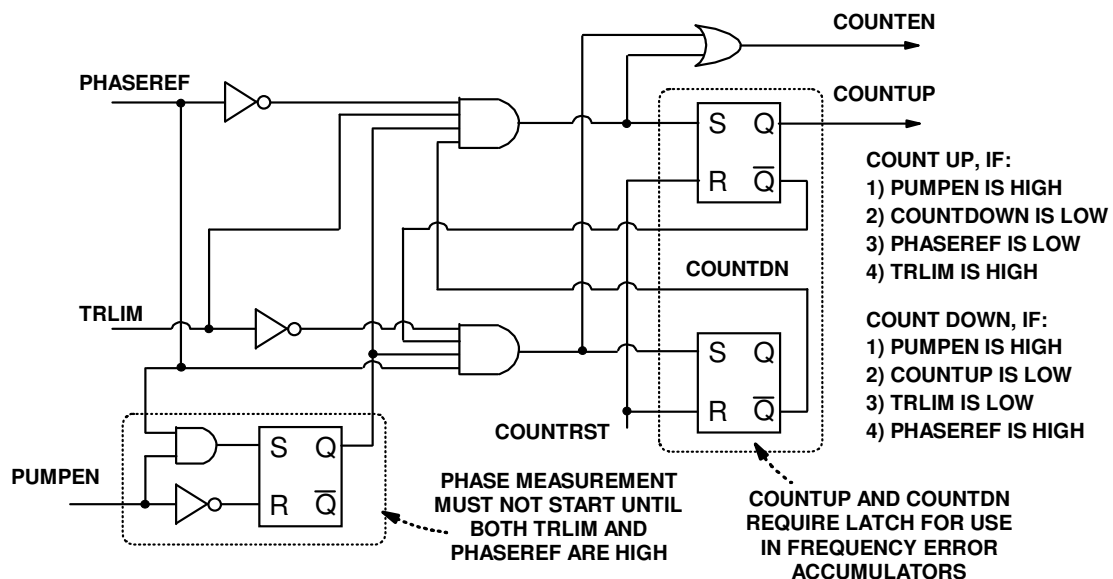 COUNTEN
PHASEREF
COUNTUP
S Q
R Q
COUNT UP, IF:
1) PUMPEN IS HIGH
2) COUNTDOWN IS LOW
3) PHASEREF IS LOW
4) TRLIM IS HIGH
COUNTDN
TRLIM
COUNT DOWN, IF:
1) PUMPEN IS HIGH
2) COUNTUP IS LOW
3) TRLIM IS LOW
4) PHASEREF IS HIGH
S Q
R Q
COUNTRST
PUMPEN
S Q
R Q
PHASE MEASUREMENT
MUST NOT START UNTIL
BOTH TRLIM AND
PHASEREF ARE HIGH
COUNTUP AND COUNTDN
REQUIRE LATCH FOR USE
IN FREQUENCY ERROR
ACCUMULATORS